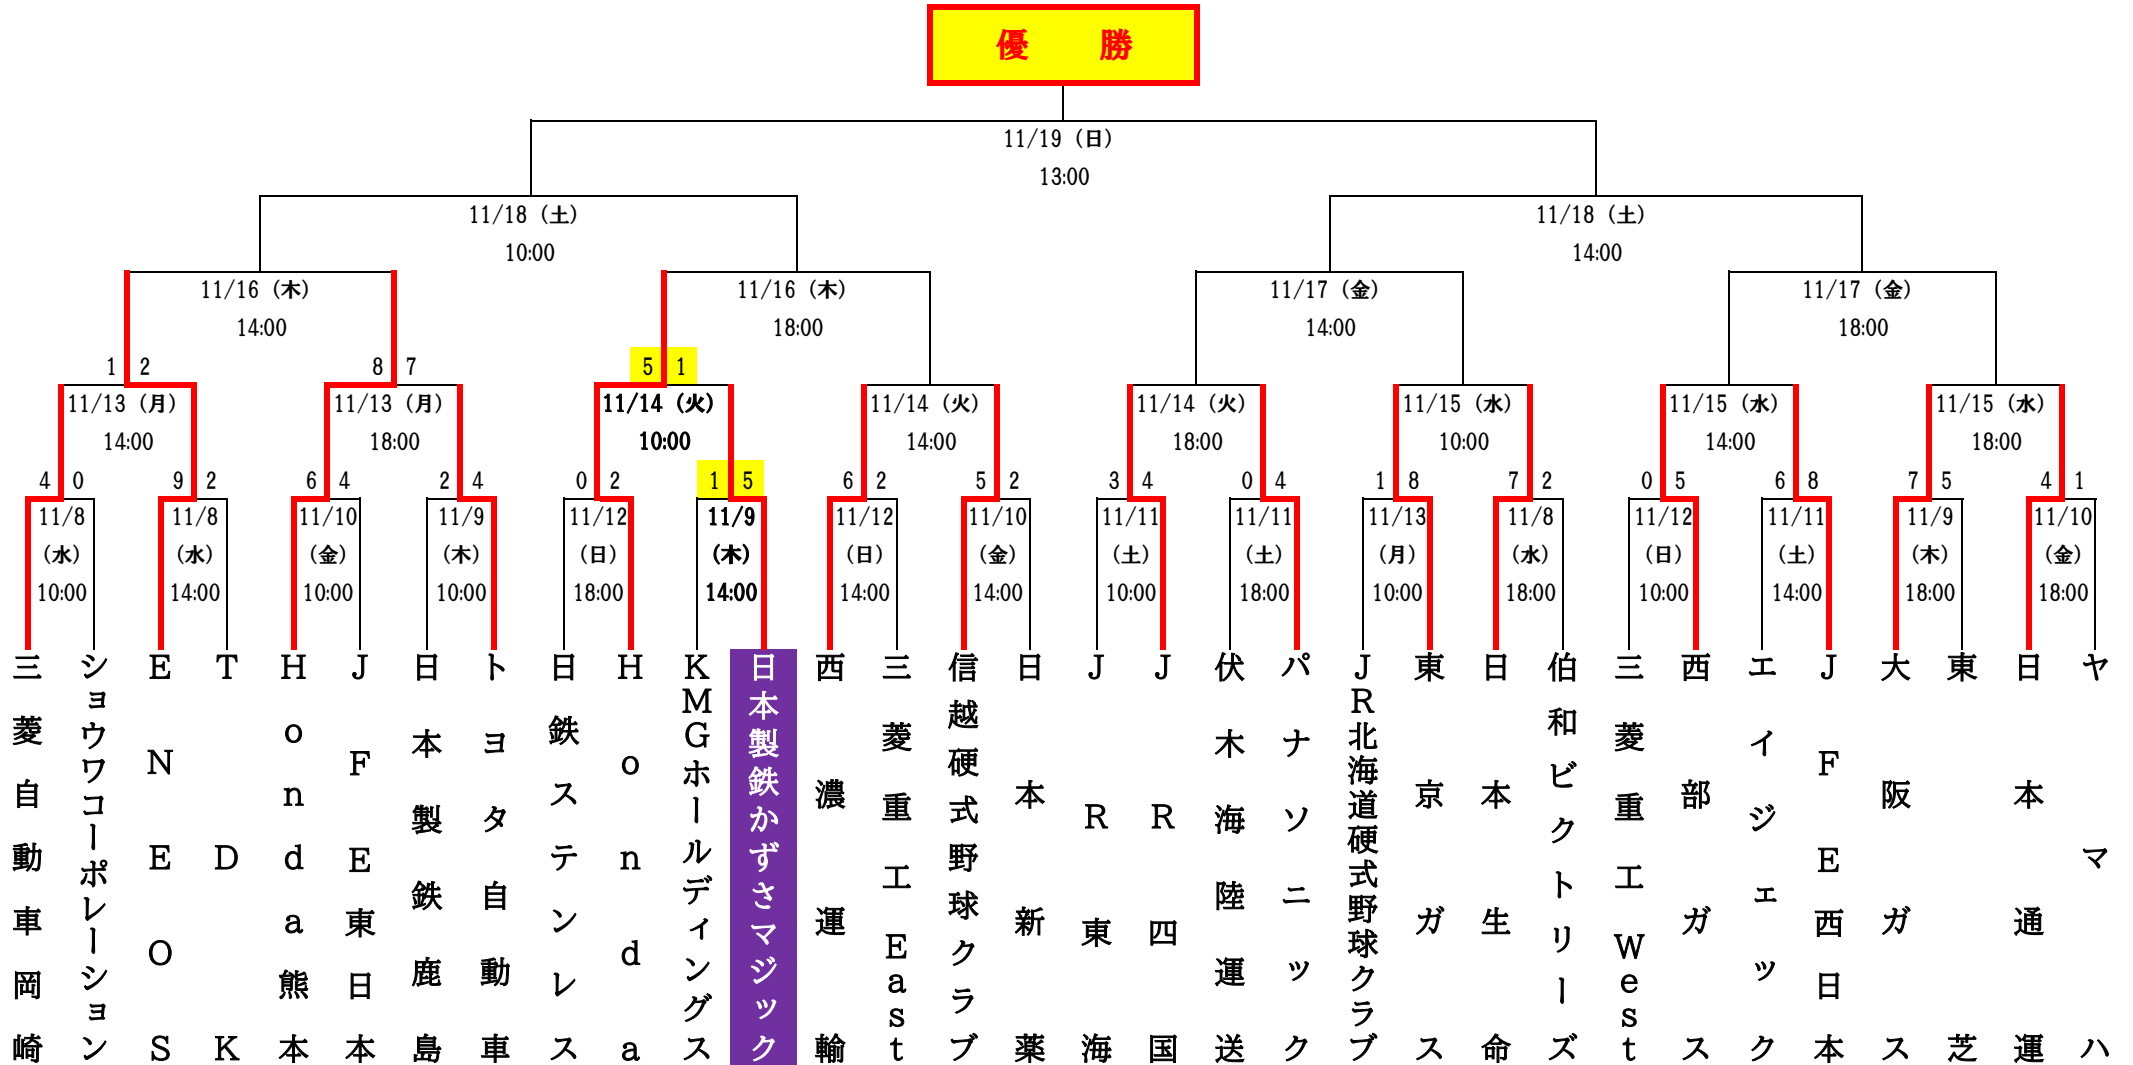 優　勝
11/19（日）
13:00
11/18（土）
10:00
11/18（土）
14:00
11/16（木）
14:00
11/16（木）
18:00
11/17（金）
14:00
11/17（金）
18:00
1 2
8 7
5 1
11/13（月）
14:00
11/13（月）
18:00
11/14（火）
10:00
11/14（火）
14:00
11/14（火）
18:00
11/15（水）
10:00
11/15（水）
14:00
11/15（水）
18:00
4 0
9 2
6 4
2 4
0 2
1 5
6 2
5 2
3 4
0 4
1 8
7 2
0 5
6 8
7 5
4 1
11/8
（水）
10:00
11/8
（水）
14:00
11/10
（金）
10:00
11/9
（木）
10:00
11/12
（日）
18:00
11/9
（木）
14:00
11/12
（日）
14:00
11/10
（金）
14:00
11/11
（土）
10:00
11/11
（土）
18:00
11/13
（月）
10:00
11/8
（水）
18:00
11/12
（日）
10:00
11/11
（土）
14:00
11/9
（木）
18:00
11/10
（金）
18:00
三菱自動車岡崎
ショウワコーポレーション
ENEOS
TDK
Honda熊本
JFE東日本
日本製鉄鹿島
トヨタ自動車
日鉄ステンレス
Honda
KMGホールディングス
日本製鉄かずさマジック
西濃運輸
三菱重工East
信越硬式野球クラブ
日本新薬
JR東海
JR四国
伏木海陸運送
パナソニック
JR北海道硬式野球クラブ
東京ガス
日本生命
伯和ビクトリーズ
三菱重工West
西部ガス
エイジェック
JFE西日本
大阪ガス
東芝
日本通運
ヤマハ